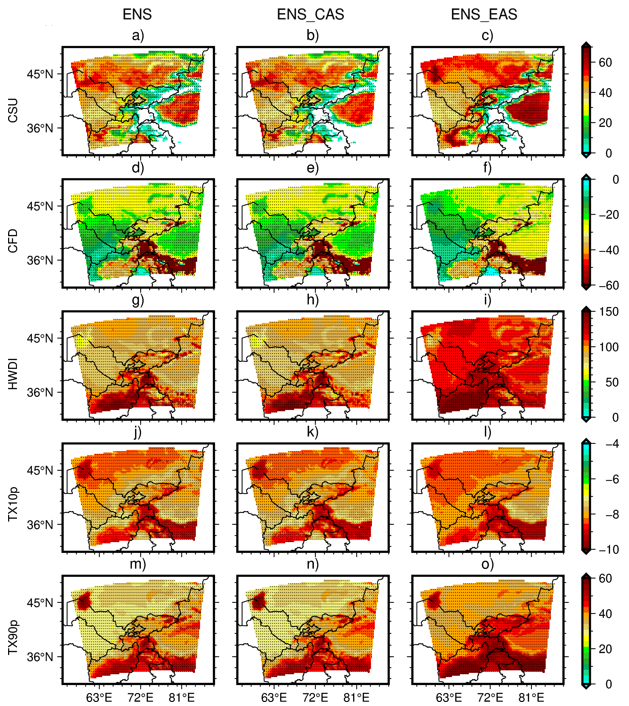 ENS ENS_CAS ENS_EAS
a) b) c)
CSU 45°N 36°N 60 40 20 0
d) e) f)
CFD 45°N 36°N 0 −20 −40 −60
g) h) i)
HWDI 45°N 36°N 150 100 50 0
j) k) l)
TX10p 45°N 36°N −4 −6 −8 −10
m) n) o)
TX90p 45°N 36°N 60 40 20 0
63°E 72°E 81°E 63°E 72°E 81°E 63°E 72°E 81°E